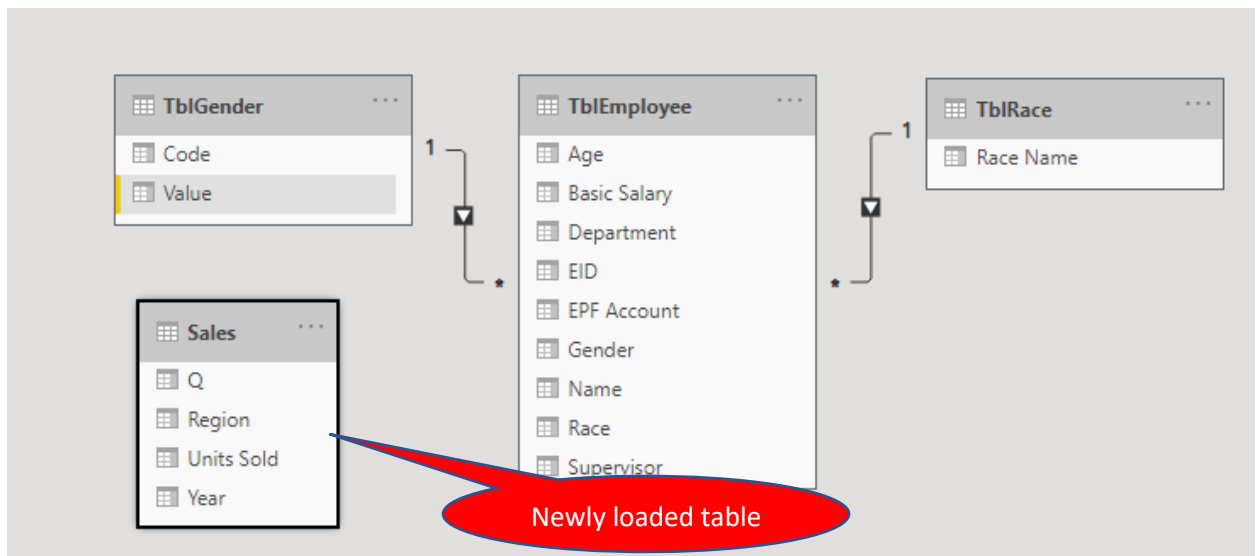 TblGender ...
Code
Value
1
*
TblEmployee ...
Age
Basic Salary
Department
EID
EPF Account
Gender
Name
Race
Supervisor
1
*
TblRace ...
Race Name
Sales ...
Q
Region
Units Sold
Year
Newly loaded table